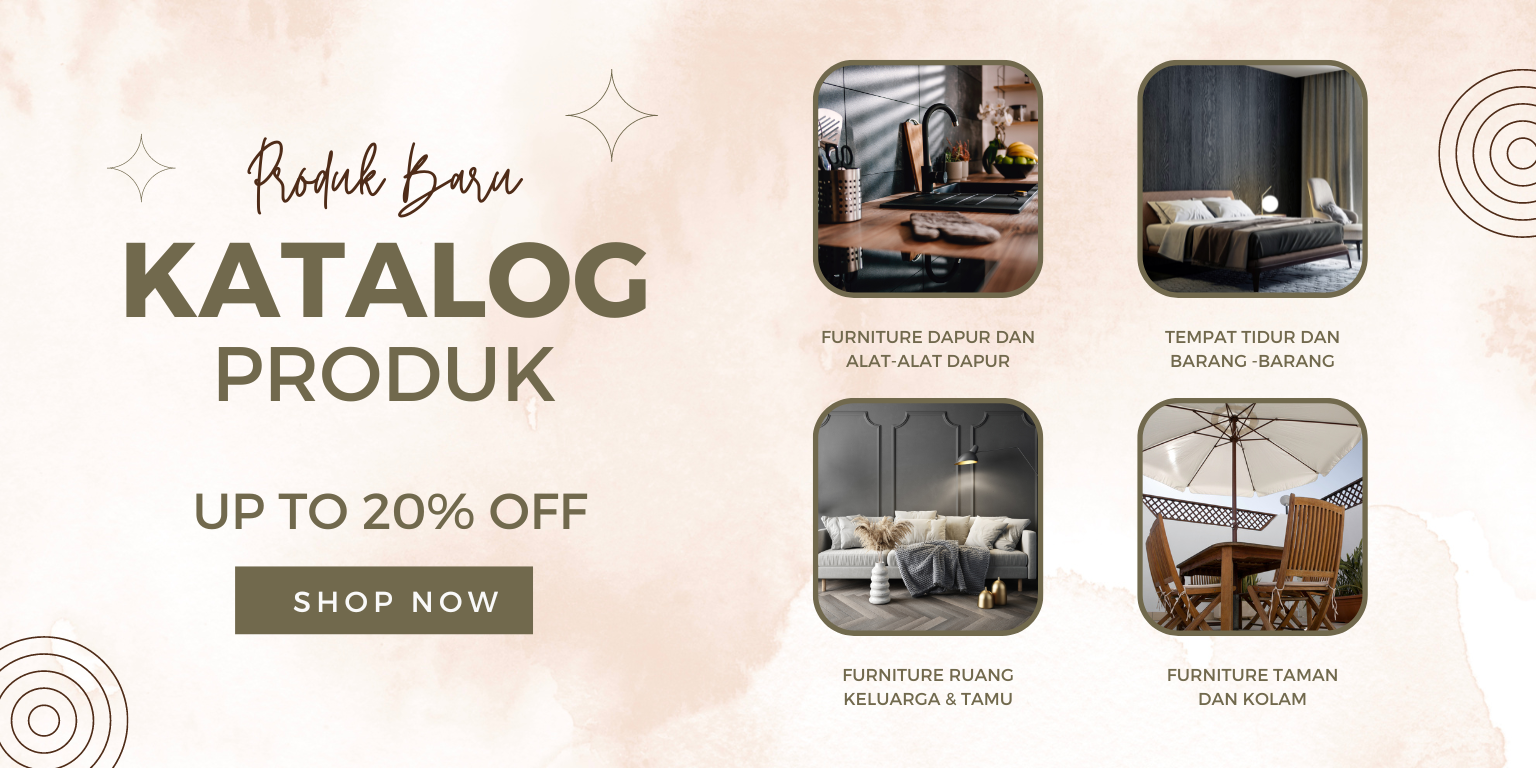 Produk Baru
KATALOG
PRODUK
UP TO 20% OFF
SHOP NOW
FURNITURE DAPUR DAN
ALAT-ALAT DAPUR
TEMPAT TIDUR DAN
BARANG -BARANG
FURNITURE RUANG
KELUARGA & TAMU
FURNITURE TAMAN
DAN KOLAM